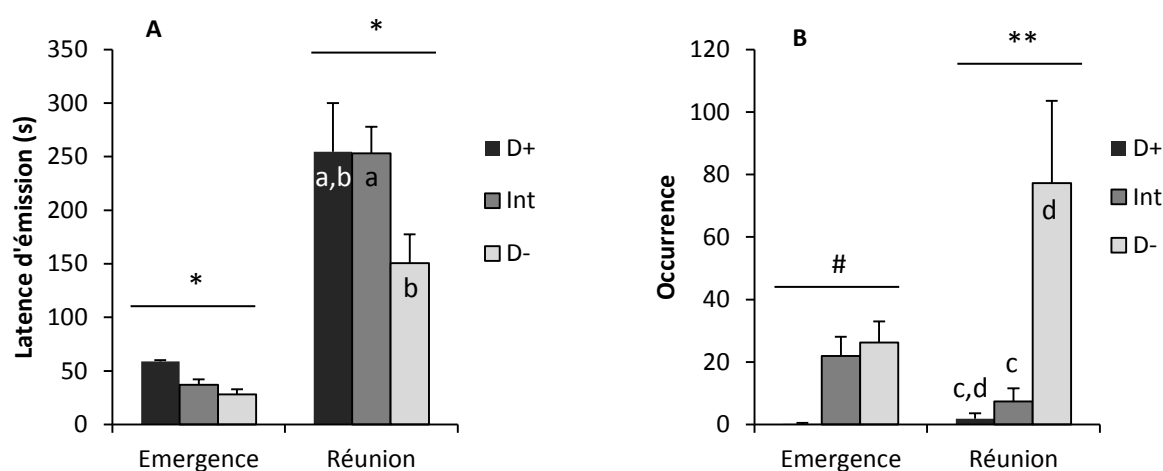 A
*
350
300
250
200
150
100
50
0
Latence d'émission (s)
*
a,b
a
b
Emergence
Réunion
D+
Int
D-
B
**
120
100
80
60
40
20
0
Occurrence
#
c,d
c
d
Emergence
Réunion
D+
Int
D-